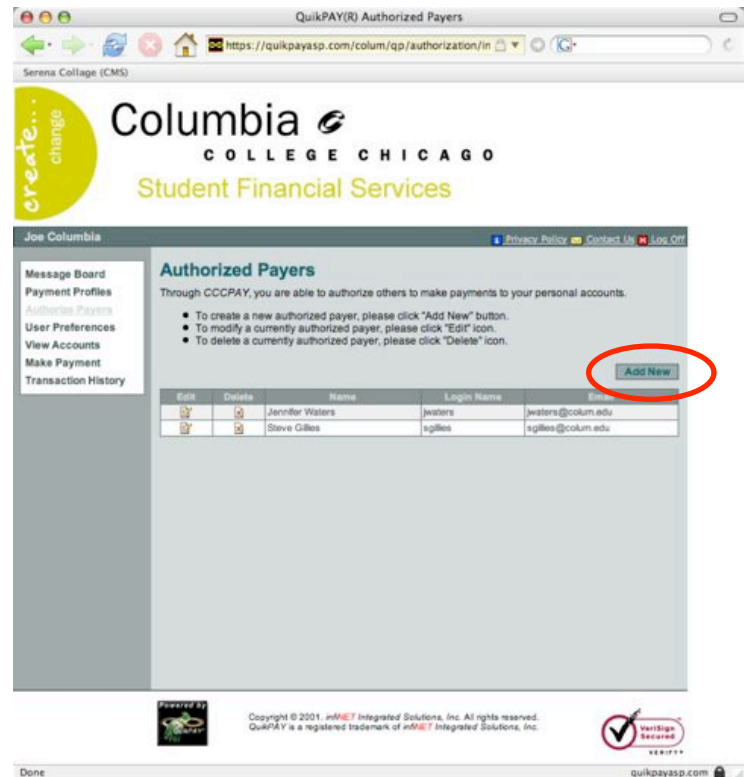 QuikPAY(R) Authorized Payers
https://quikpayasp.com/colum/qp/authorization/in
G
Serena Collage (CMS)
create...
change
Columbia
COLLEGE CHICAGO
Student Financial Services
Joe Columbia
Privacy Policy Contact Us Log Off
Message Board
Payment Profiles
Authorize Payers
User Preferences
View Accounts
Make Payment
Transaction History
Authorized Payers
Through CCCPAY, you are able to authorize others to make payments to your personal accounts.
• To create a new authorized payer, please click "Add New" button.
• To modify a currently authorized payer, please click "Edit" icon.
• To delete a currently authorized payer, please click "Delete" icon.
Add New
Edit Delete Name Login Name Email
Jennifer Waters jwaters jwaters@colum.edu
Steve Gillies sgillies sgillies@colum.edu
Powered by
QUIKPAY
Copyright © 2001. infiNET Integrated Solutions, Inc. All rights reserved.
QuikPAY is a registered trademark of infiNET Integrated Solutions, Inc.
VeriSign
Secured
VERIFY
Done
quikpayasp.com